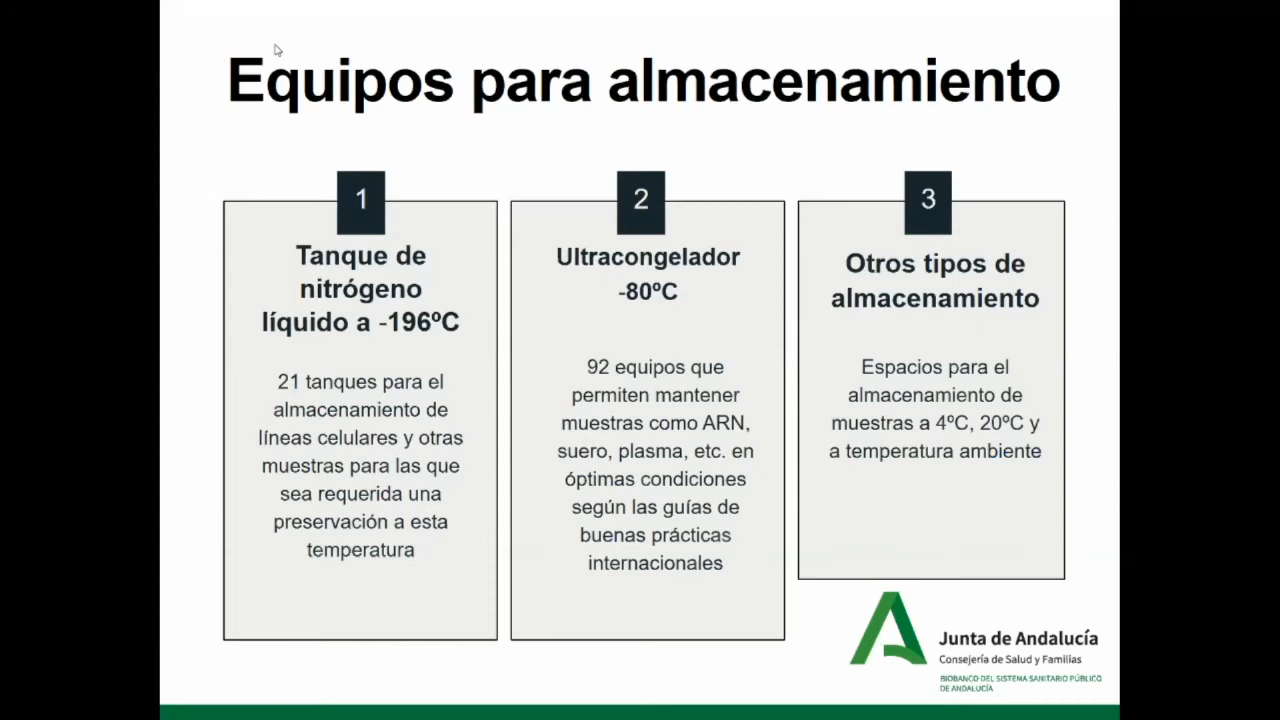 Equipos para almacenamiento
1
Tanque de
nitrógeno
líquido a -196ºC
21 tanques para el
almacenamiento de
líneas celulares y otras
muestras para las que
sea requerida una
preservación a esta
temperatura
2
Ultracongelador
-80ºC
92 equipos que
permiten mantener
muestras como ARN,
suero, plasma, etc. en
óptimas condiciones
según las guías de
buenas prácticas
internacionales
3
Otros tipos de
almacenamiento
Espacios para el
almacenamiento de
muestras a 4ºC, 20ºC y
a temperatura ambiente
Junta de Andalucía
Consejería de Salud y Familias
BIOBANCO DEL SISTEMA SANITARIO PÚBLICO
DE ANDALUCÍA